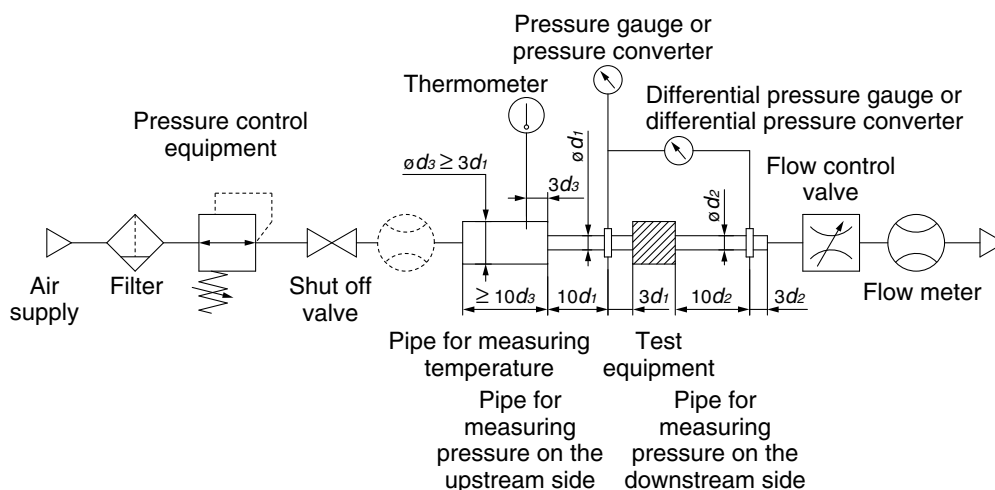 Pressure gauge or
pressure converter
Thermometer
Differential pressure gauge or
differential pressure converter
Pressure control
equipment
Flow control
valve
ød3 ≥ 3d1
3d3
ød1
ød2
Air
supply
Filter
Shut off
valve
≥ 10d3
10d1
3d1
10d2
3d2
Flow meter
Pipe for measuring
temperature
Test
equipment
Pipe for
measuring
pressure on the
upstream side
Pipe for
measuring
pressure on the
downstream side